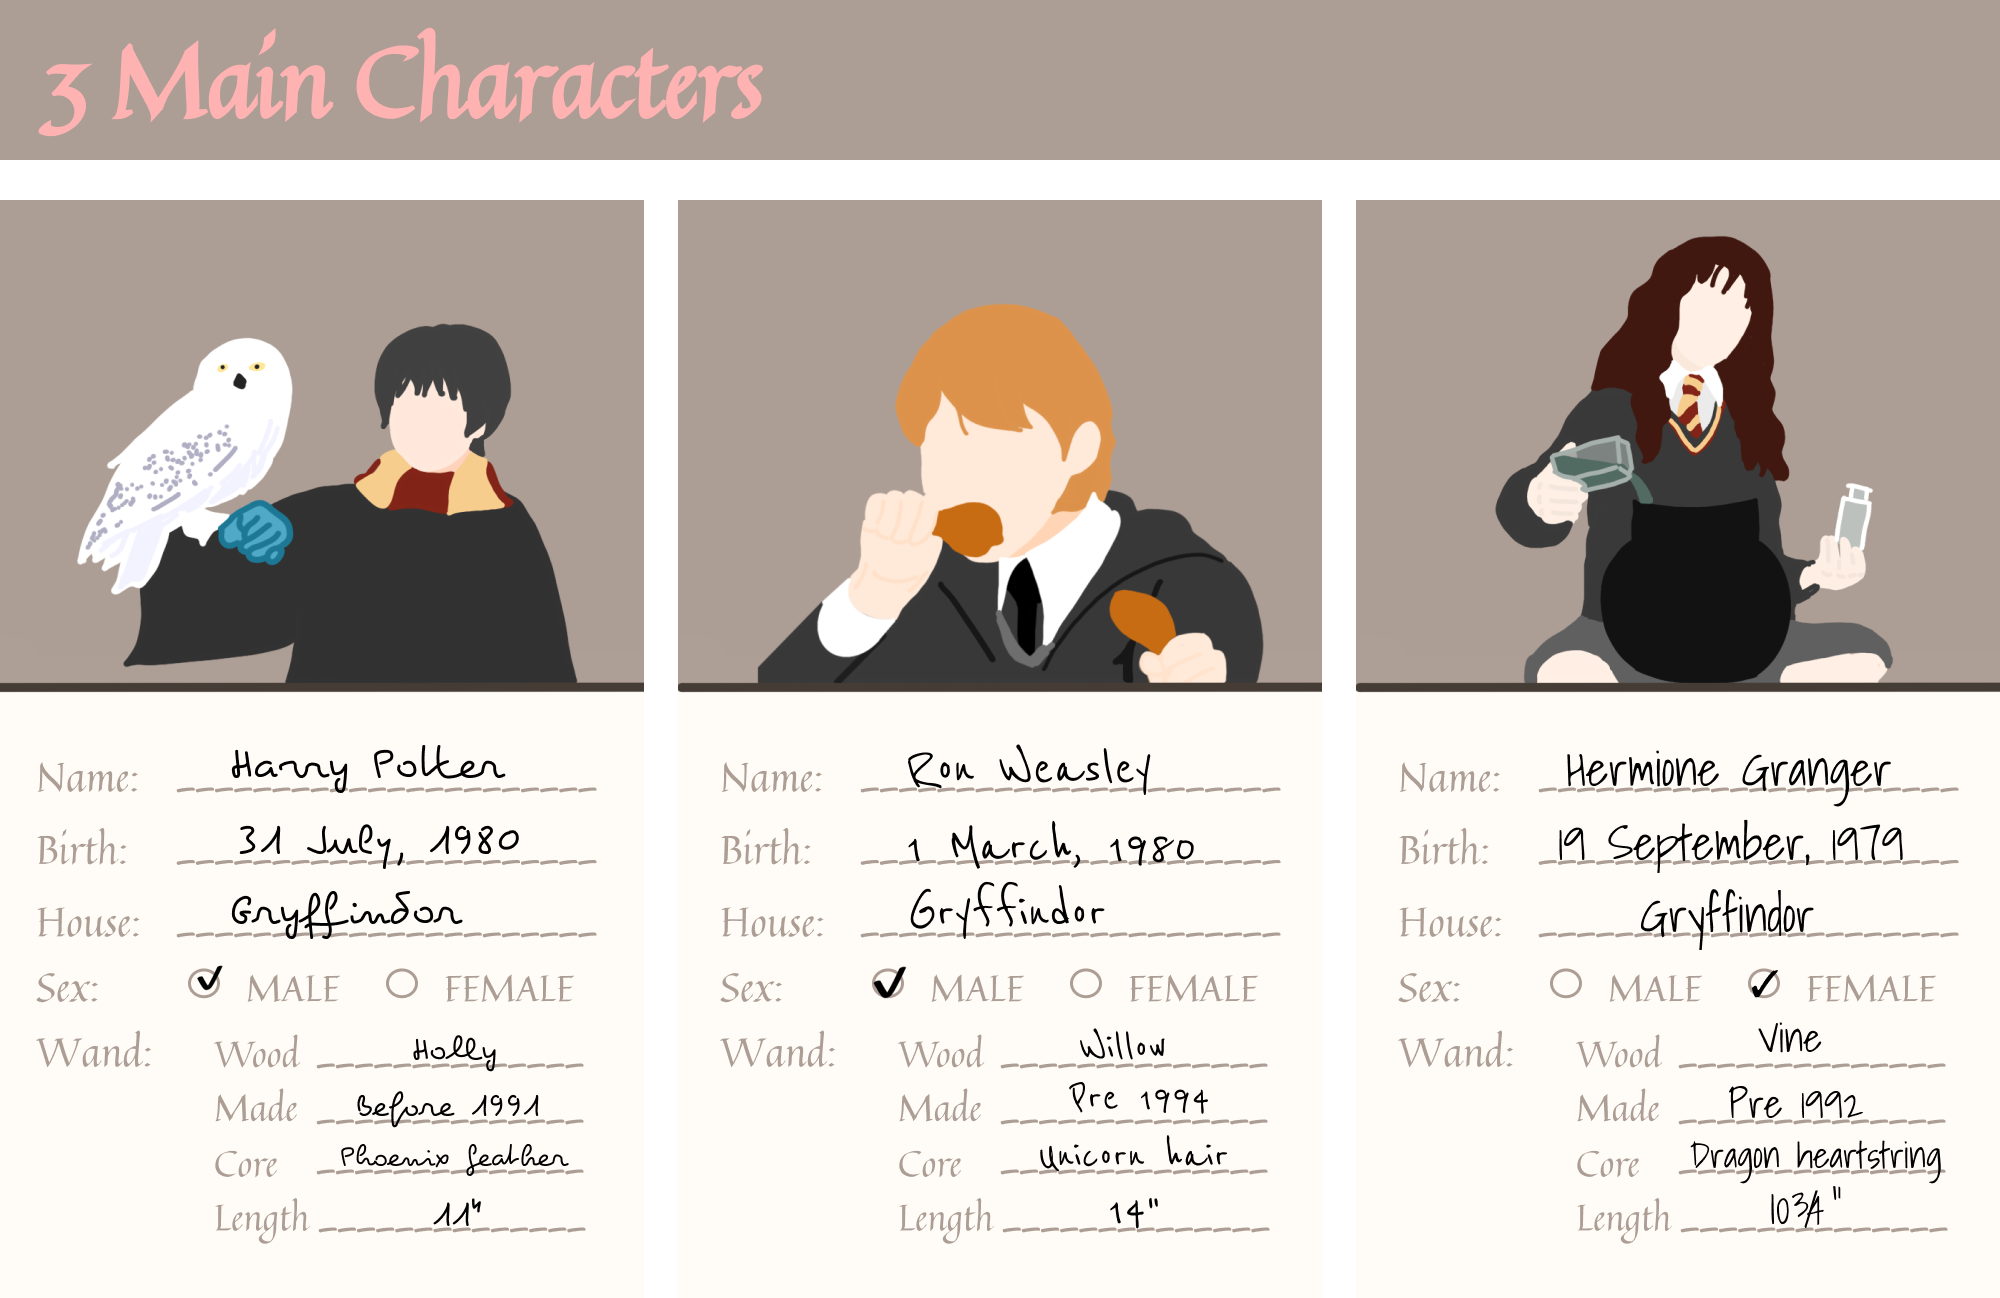 3 Main Characters
Name: Harry Potter
Birth: 31 July, 1980
House: Gryffindor
Sex: MALE FEMALE
Wand: Wood Holly
Made Before 1991
Core Phoenix feather
Length 11"
Name: Ron Weasley
Birth: 1 March, 1980
House: Gryffindor
Sex: MALE FEMALE
Wand: Wood Willow
Made Pre 1994
Core Unicorn hair
Length 14"
Name: Hermione Granger
Birth: 19 September, 1979
House: Gryffindor
Sex: MALE FEMALE
Wand: Wood Vine
Made Pre 1992
Core Dragon heartstring
Length 10 3/4"